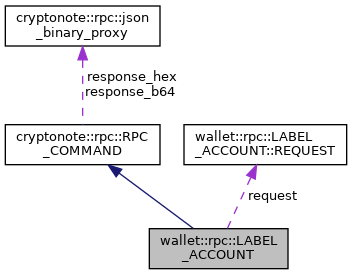 cryptonote::rpc::json
_binary_proxy
response_hex
response_b64
cryptonote::rpc::RPC
_COMMAND
wallet::rpc::LABEL
_ACCOUNT::REQUEST
request
wallet::rpc::LABEL
_ACCOUNT